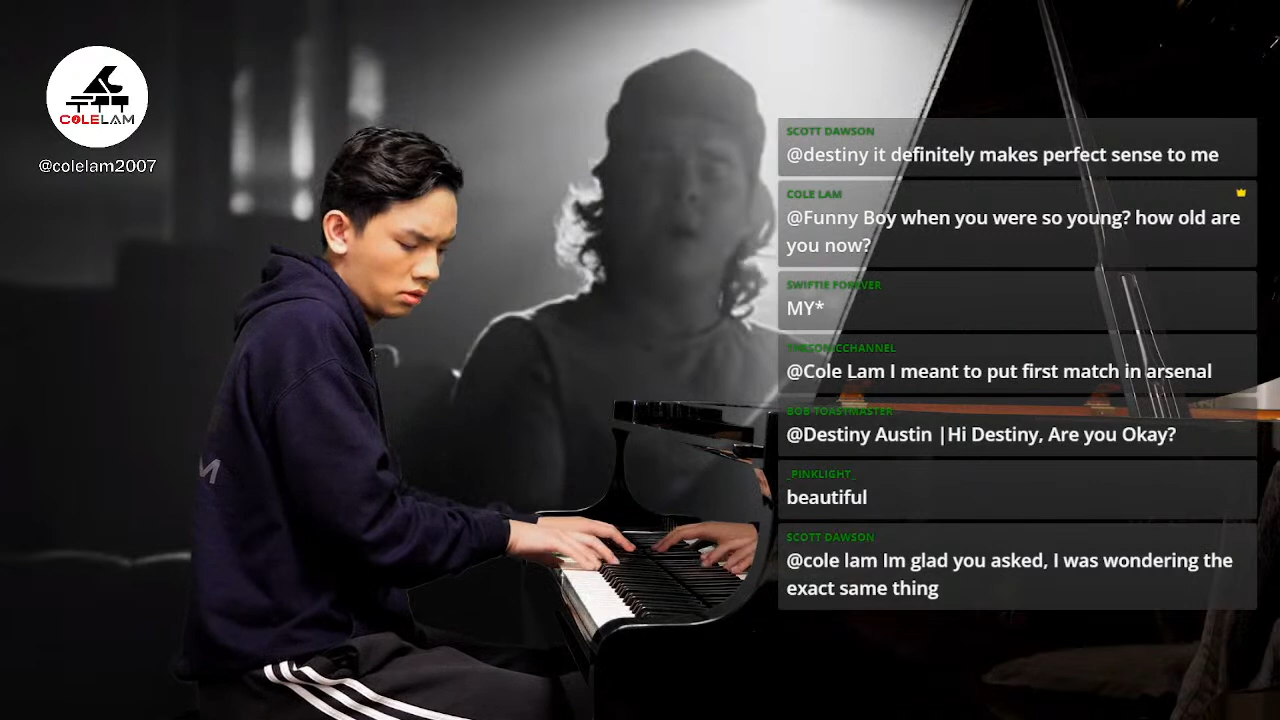 COLELAM
@colelam2007
SCOTT DAWSON
@destiny it definitely makes perfect sense to me
COLE LAM
@Funny Boy when you were so young? how old are
you now?
SWIFTIE FOREVER
MY*
@Cole Lam I meant to put first match in arsenal
BOB TOASTMASTER
@Destiny Austin |Hi Destiny, Are you Okay?
_PINKLIGHT_
beautiful
SCOTT DAWSON
@cole lam Im glad you asked, I was wondering the
exact same thing